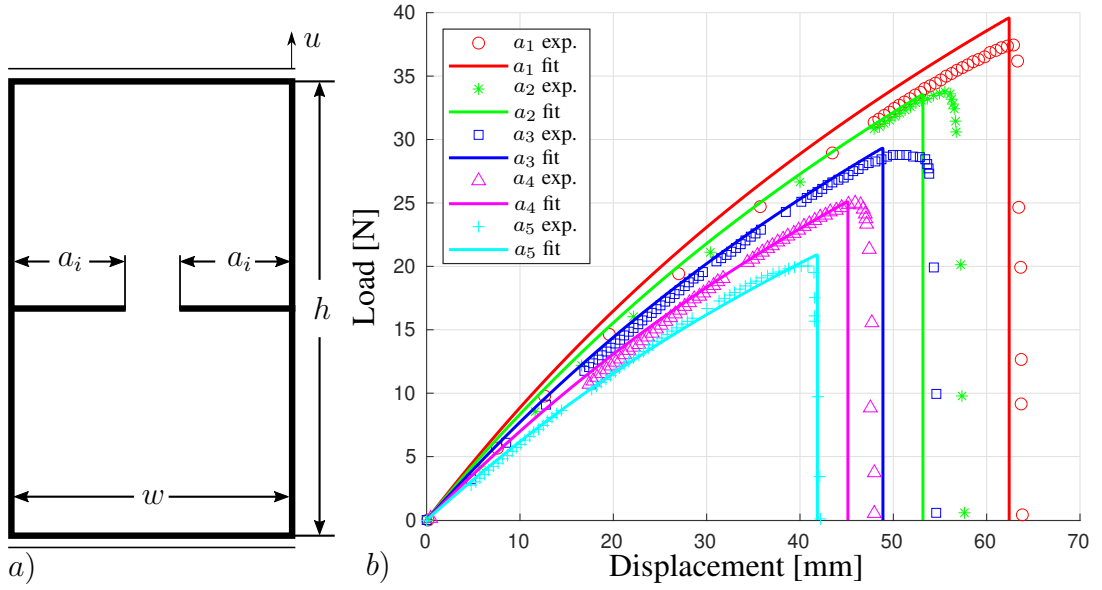 u
a_i
a_i
h
w
a)
40
35
30
25
20
15
10
5
0
Load [N]
a_1 exp.
a_1 fit
a_2 exp.
a_2 fit
a_3 exp.
a_3 fit
a_4 exp.
a_4 fit
a_5 exp.
a_5 fit
0 10 20 30 40 50 60 70
Displacement [mm]
b)